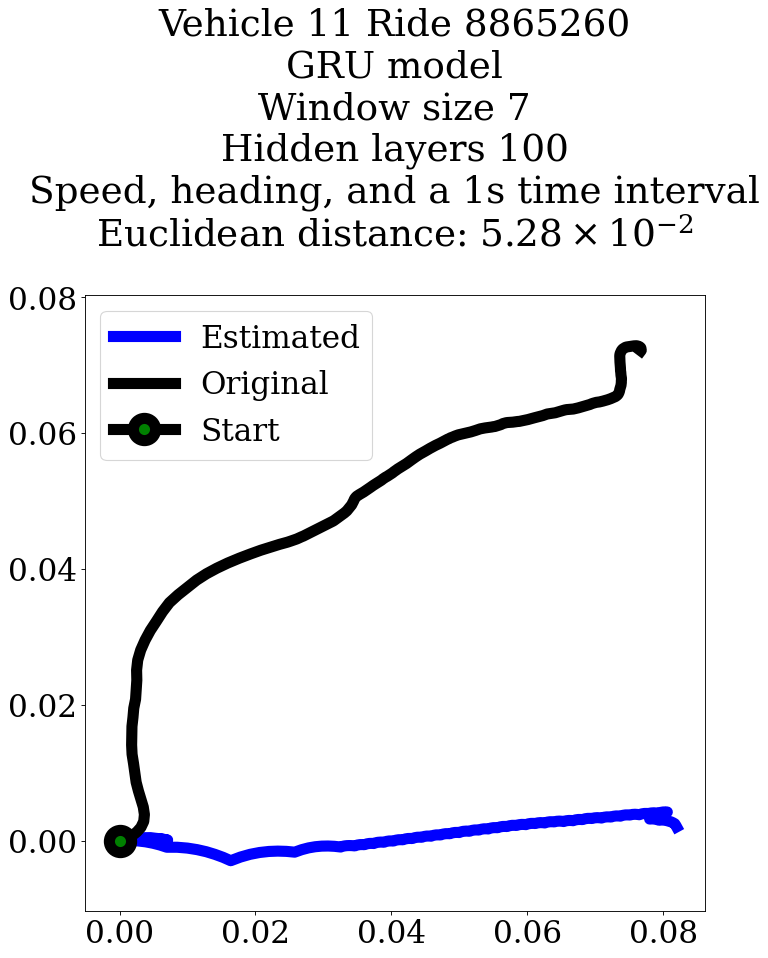 Vehicle 11 Ride 8865260
GRU model
Window size 7
Hidden layers 100
Speed, heading, and a 1s time interval
Euclidean distance: 5.28 × 10⁻²
0.08
0.06
0.04
0.02
0.00
Estimated
Original
Start
0.00 0.02 0.04 0.06 0.08